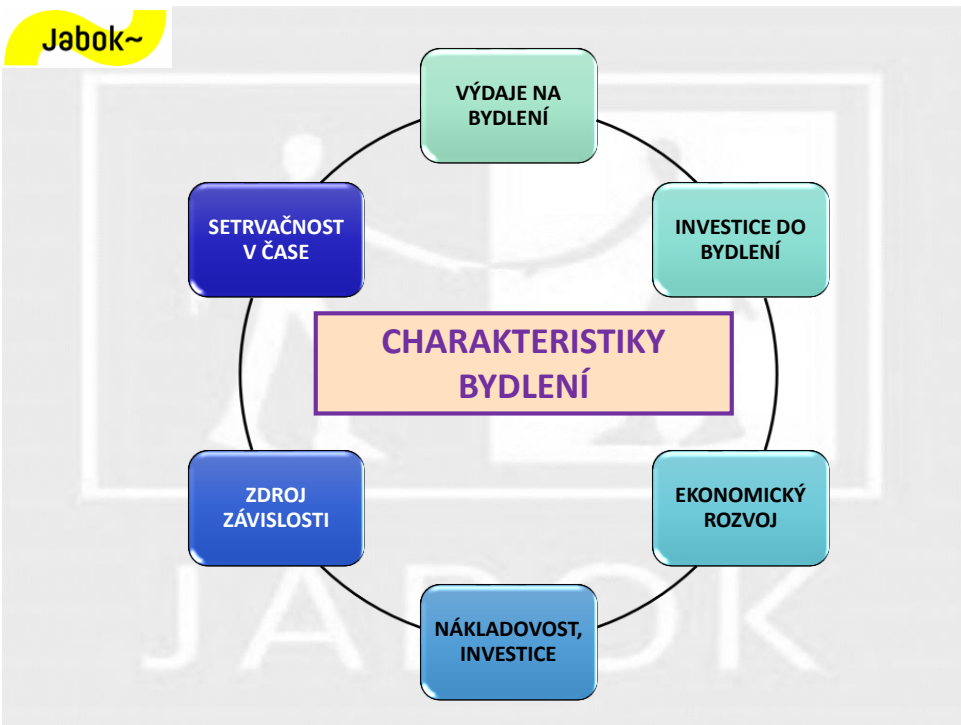 Jabok~
VÝDAJE NA
BYDLENÍ
SETRVAČNOST
V ČASE
INVESTICE DO
BYDLENÍ
CHARAKTERISTIKY
BYDLENÍ
ZDROJ
ZÁVISLOSTI
EKONOMICKÝ
ROZVOJ
NÁKLADOVOST,
INVESTICE
JABOK